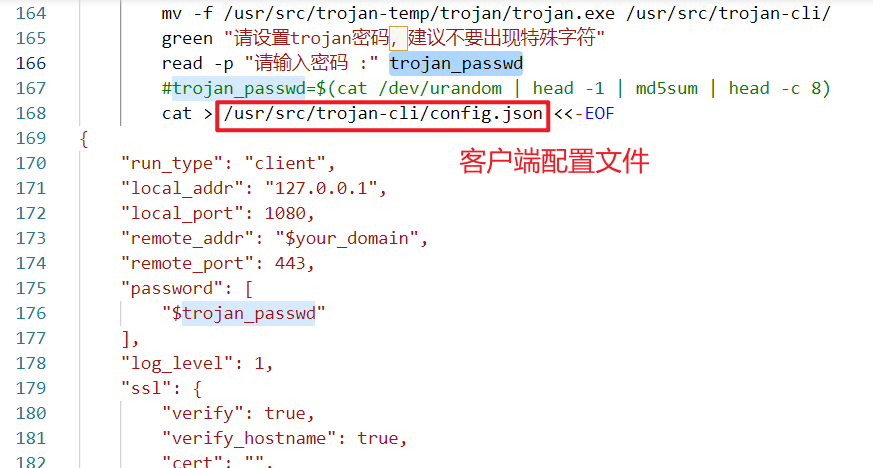 164 mv -f /usr/src/trojan-temp/trojan/trojan.exe /usr/src/trojan-cli/
165 green "请设置trojan密码，建议不要出现特殊字符"
166 read -p "请输入密码 :" trojan_passwd
167 #trojan_passwd=$(cat /dev/urandom | head -1 | md5sum | head -c 8)
168 cat > /usr/src/trojan-cli/config.json <<-EOF
169 {
客户端配置文件
170 "run_type": "client",
171 "local_addr": "127.0.0.1",
172 "local_port": 1080,
173 "remote_addr": "$your_domain",
174 "remote_port": 443,
175 "password": [
176 "$trojan_passwd"
177 ],
178 "log_level": 1,
179 "ssl": {
180 "verify": true,
181 "verify_hostname": true,
182 "cert": "",